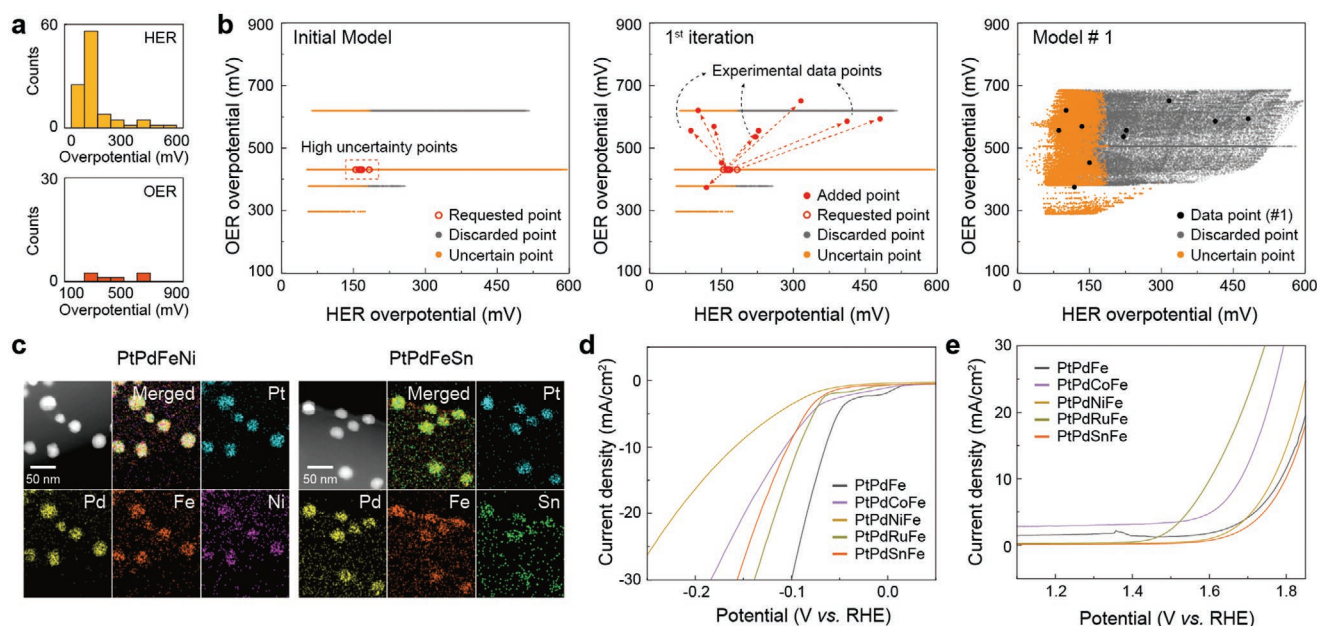 a
60
HER
Counts
0
0 300 600
Overpotential (mV)
30
OER
Counts
0
100 500 900
Overpotential (mV)
b
900
700
500
300
100
OER overpotential (mV)
Initial Model
High uncertainty points
Requested point
Discarded point
Uncertain point
0 150 300 450 600
HER overpotential (mV)
900
700
500
300
100
OER overpotential (mV)
1st iteration
Experimental data points
Added point
Requested point
Discarded point
Uncertain point
0 150 300 450 600
HER overpotential (mV)
900
700
500
300
100
OER overpotential (mV)
Model # 1
Data point (#1)
Discarded point
Uncertain point
0 150 300 450 600
HER overpotential (mV)
c
PtPdFeNi
Merged
Pt
50 nm
Pd
Fe
Ni
PtPdFeSn
Merged
Pt
50 nm
Pd
Fe
Sn
d
0
-10
-20
-30
Current density (mA/cm2)
PtPdFe
PtPdCoFe
PtPdNiFe
PtPdRuFe
PtPdSnFe
-0.2 -0.1 0.0
Potential (V vs. RHE)
e
30
20
10
0
Current density (mA/cm2)
PtPdFe
PtPdCoFe
PtPdNiFe
PtPdRuFe
PtPdSnFe
1.2 1.4 1.6 1.8
Potential (V vs. RHE)